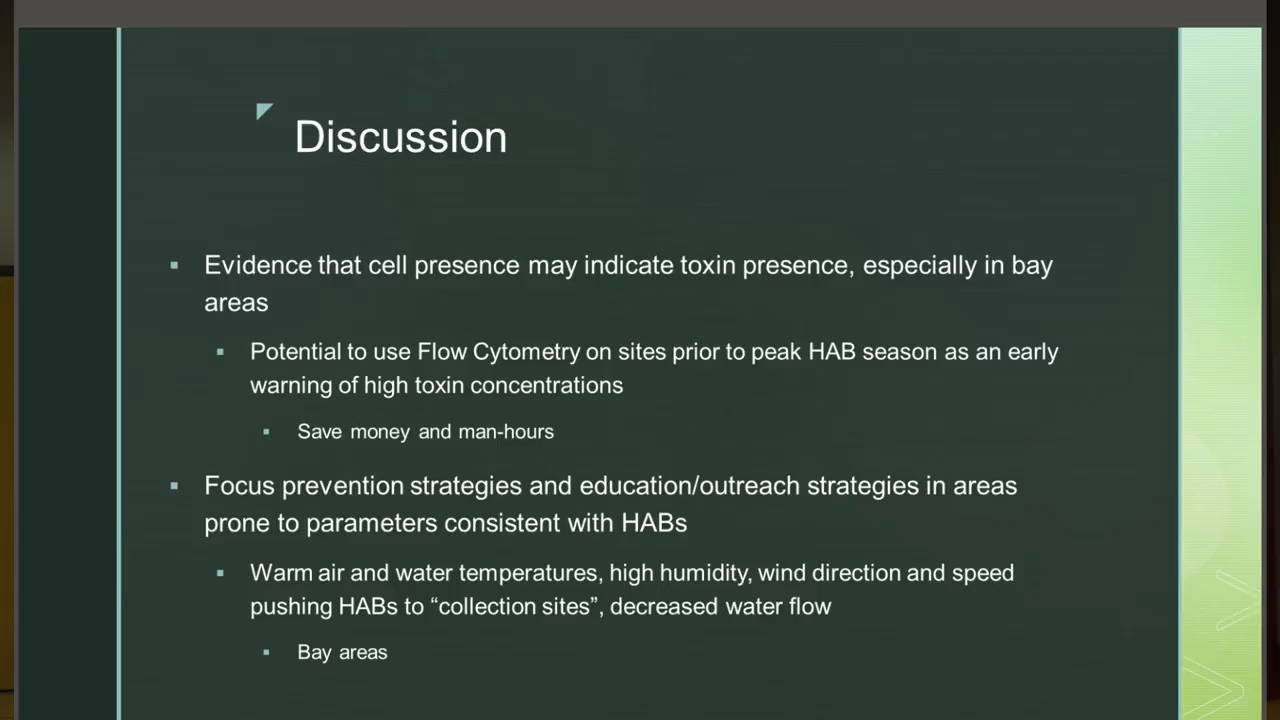 Discussion
▪ Evidence that cell presence may indicate toxin presence, especially in bay
areas
▪ Potential to use Flow Cytometry on sites prior to peak HAB season as an early
warning of high toxin concentrations
▪ Save money and man-hours
▪ Focus prevention strategies and education/outreach strategies in areas
prone to parameters consistent with HABs
▪ Warm air and water temperatures, high humidity, wind direction and speed
pushing HABs to “collection sites”, decreased water flow
▪ Bay areas